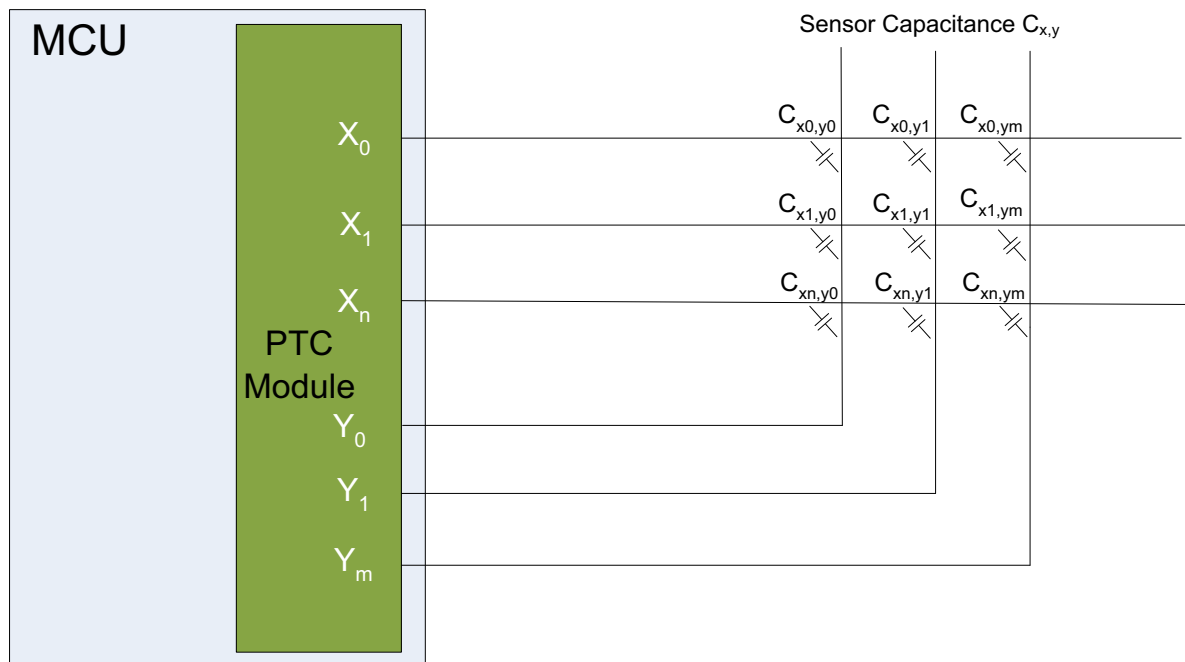 MCU
Sensor Capacitance Cx,y
X0
Cx0,y0 Cx0,y1 Cx0,ym
X1
Cx1,y0 Cx1,y1 Cx1,ym
Xn
Cxn,y0 Cxn,y1 Cxn,ym
PTC
Module
Y0
Y1
Ym